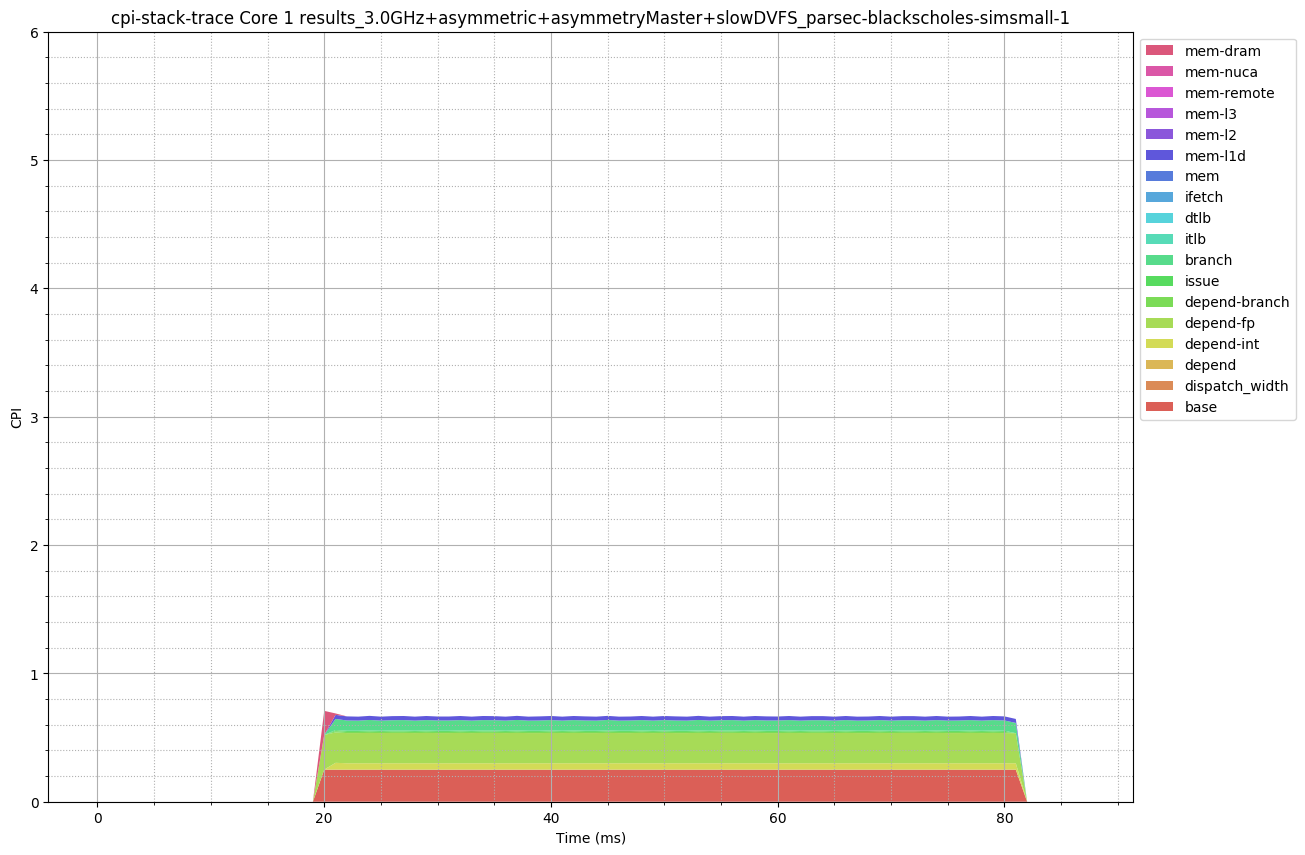 cpi-stack-trace Core 1 results_3.0GHz+asymmetric+asymmetryMaster+slowDVFS_parsec-blackscholes-simsmall-1
6
5
4
3
2
1
0
CPI
0 20 40 60 80
Time (ms)
mem-dram
mem-nuca
mem-remote
mem-l3
mem-l2
mem-l1d
mem
ifetch
dtlb
itlb
branch
issue
depend-branch
depend-fp
depend-int
depend
dispatch_width
base